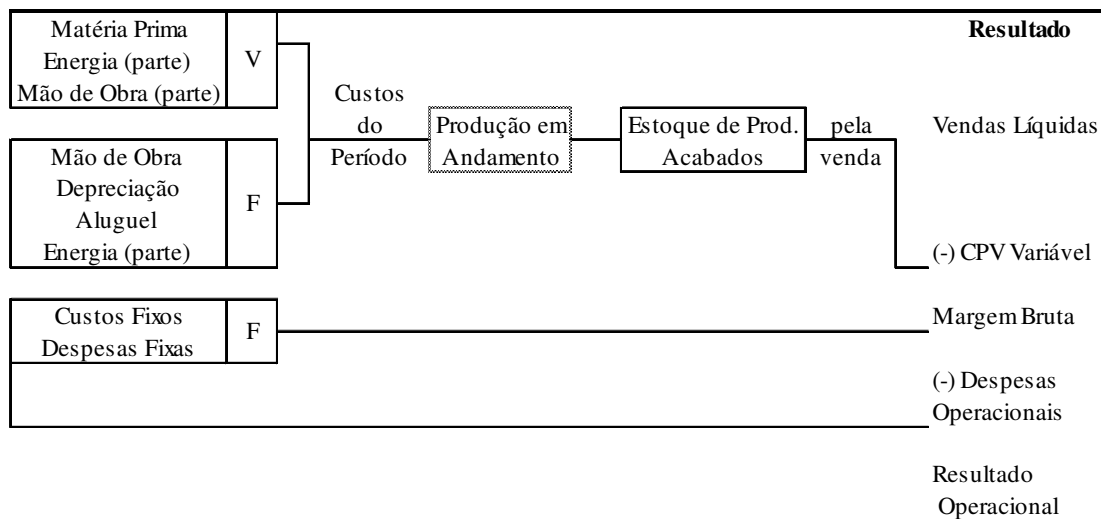 Matéria Prima
Energia (parte)
Mão de Obra (parte)
V
Resultado
Custos
do
Período
Produção em
Andamento
Estoque de Prod.
Acabados
pela
venda
Vendas Líquidas
Mão de Obra
Depreciação
Aluguel
Energia (parte)
F
(-) CPV Variável
Custos Fixos
Despesas Fixas
F
Margem Bruta
(-) Despesas
Operacionais
Resultado
Operacional